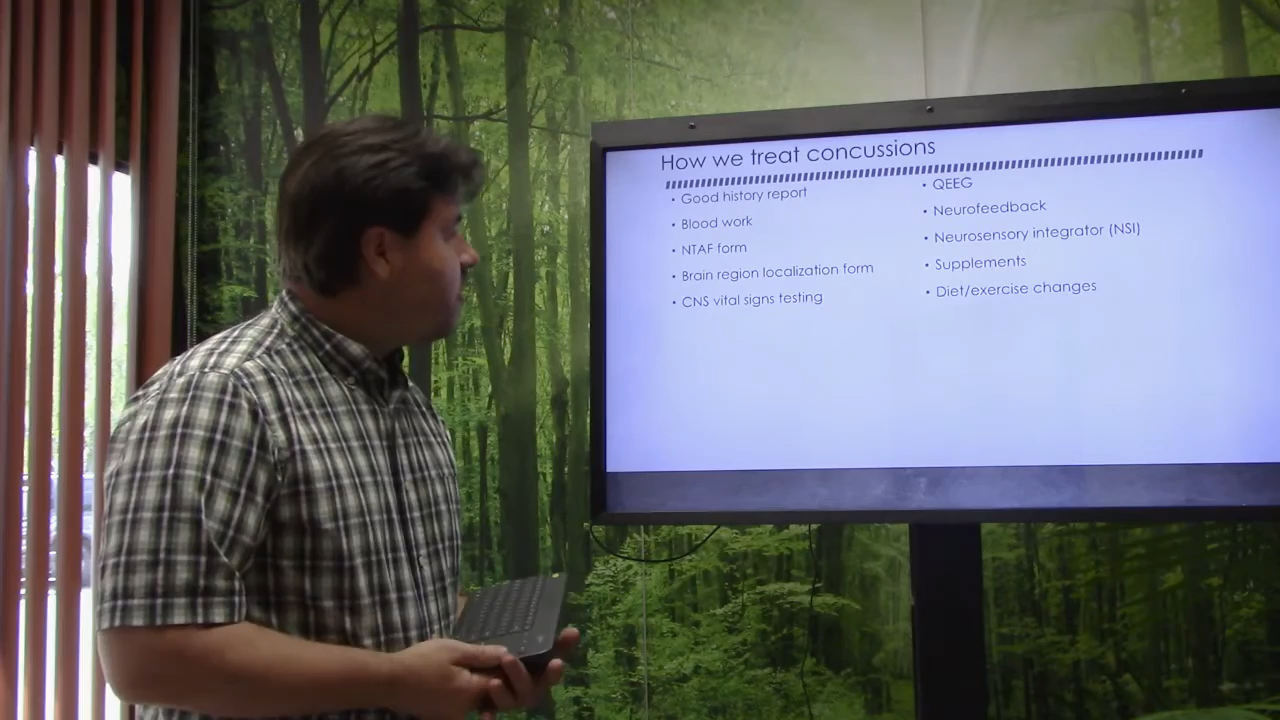 How we treat concussions
• Good history report
• Blood work
• NTAF form
• Brain region localization form
• CNS vital signs testing
• QEEG
• Neurofeedback
• Neurosensory integrator (NSI)
• Supplements
• Diet/exercise changes